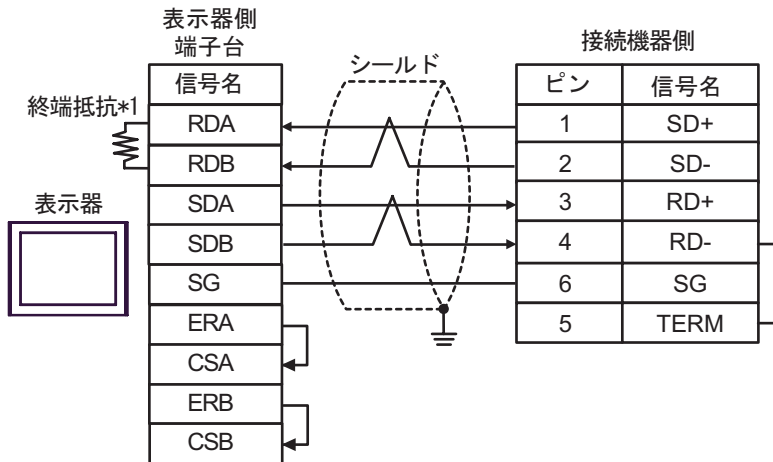 表示器側
端子台
接続機器側
シールド
信号名
ピン 信号名
終端抵抗*1
RDA 1 SD+
RDB 2 SD-
表示器
SDA 3 RD+
SDB 4 RD-
SG 6 SG
ERA 5 TERM
CSA
ERB
CSB